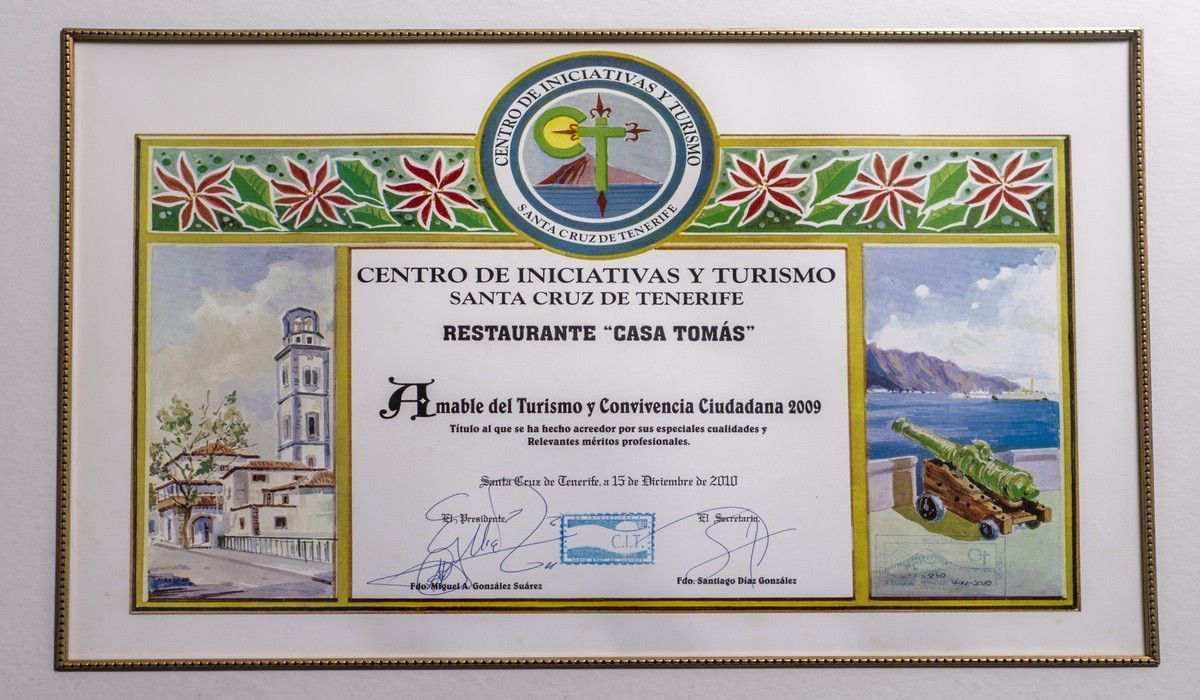 CENTRO DE INICIATIVAS Y TURISMO
SANTA CRUZ DE TENERIFE
CENTRO DE INICIATIVAS Y TURISMO
SANTA CRUZ DE TENERIFE
RESTAURANTE “CASA TOMÁS”
Amable del Turismo y Convivencia Ciudadana 2009
Título al que se ha hecho acreedor por sus especiales cualidades y
Relevantes méritos profesionales.
Santa Cruz de Tenerife, a 15 de Diciembre de 2010
El Presidente,
El Secretario,
C.I.T.
Fdo. Miguel A. González Suárez
Fdo. Santiago Díaz González